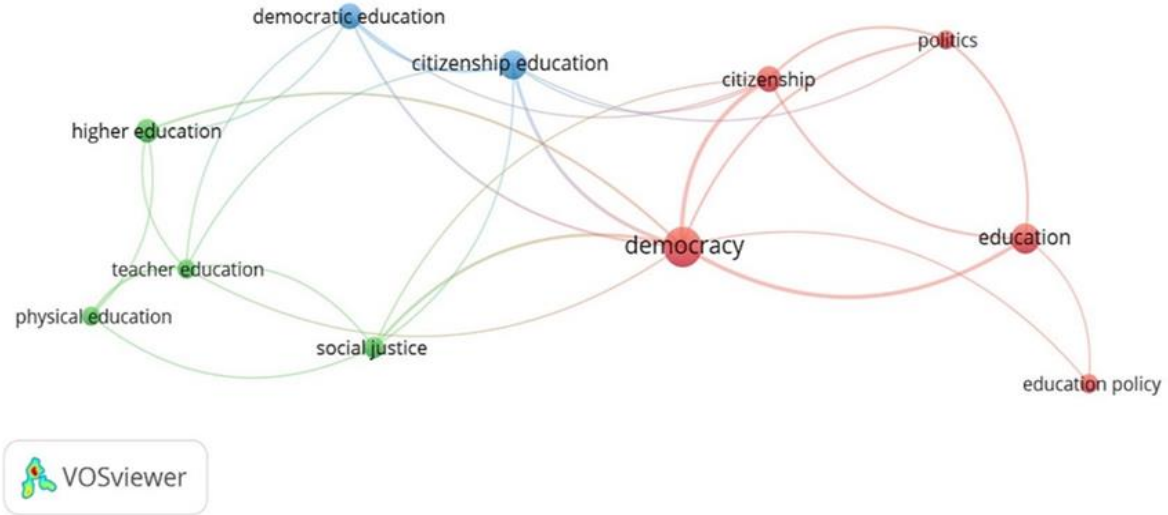 democratic education
politics
citizenship education
citizenship
higher education
democracy
education
teacher education
physical education
social justice
education policy
VOSviewer